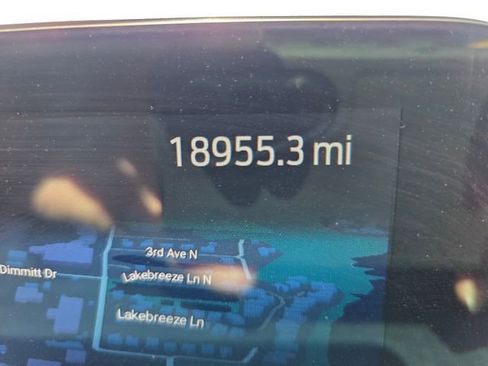 18955.3 mi
3rd Ave N
Dimmitt Dr
Lakebreeze Ln N
Lakebreeze Ln